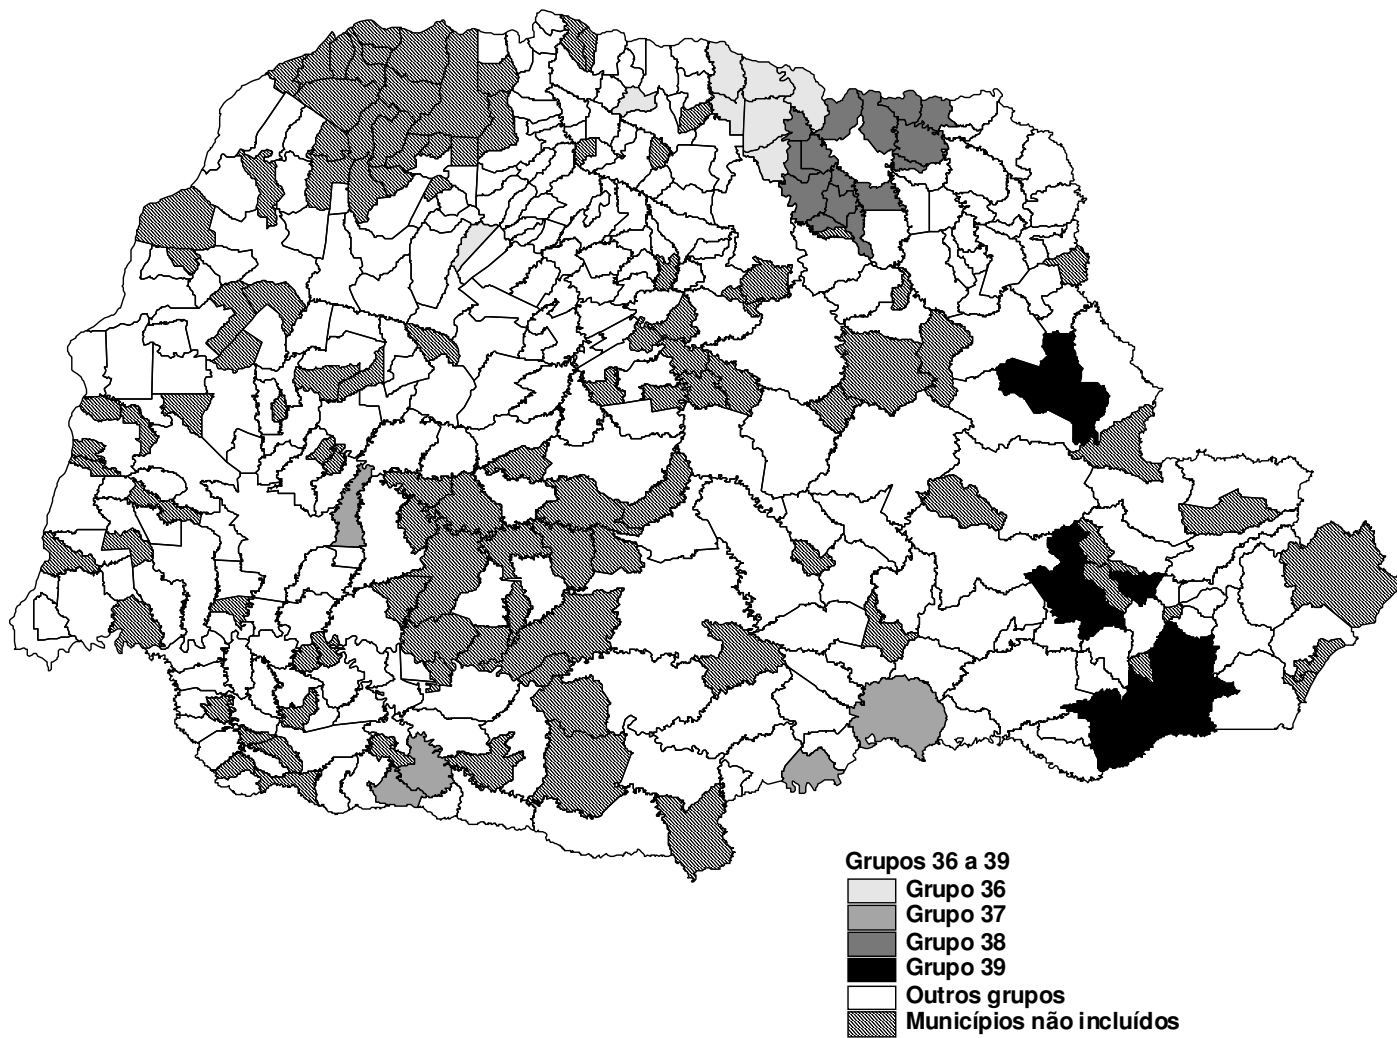 Grupos 36 a 39
Grupo 36
Grupo 37
Grupo 38
Grupo 39
Outros grupos
Municípios não incluídos